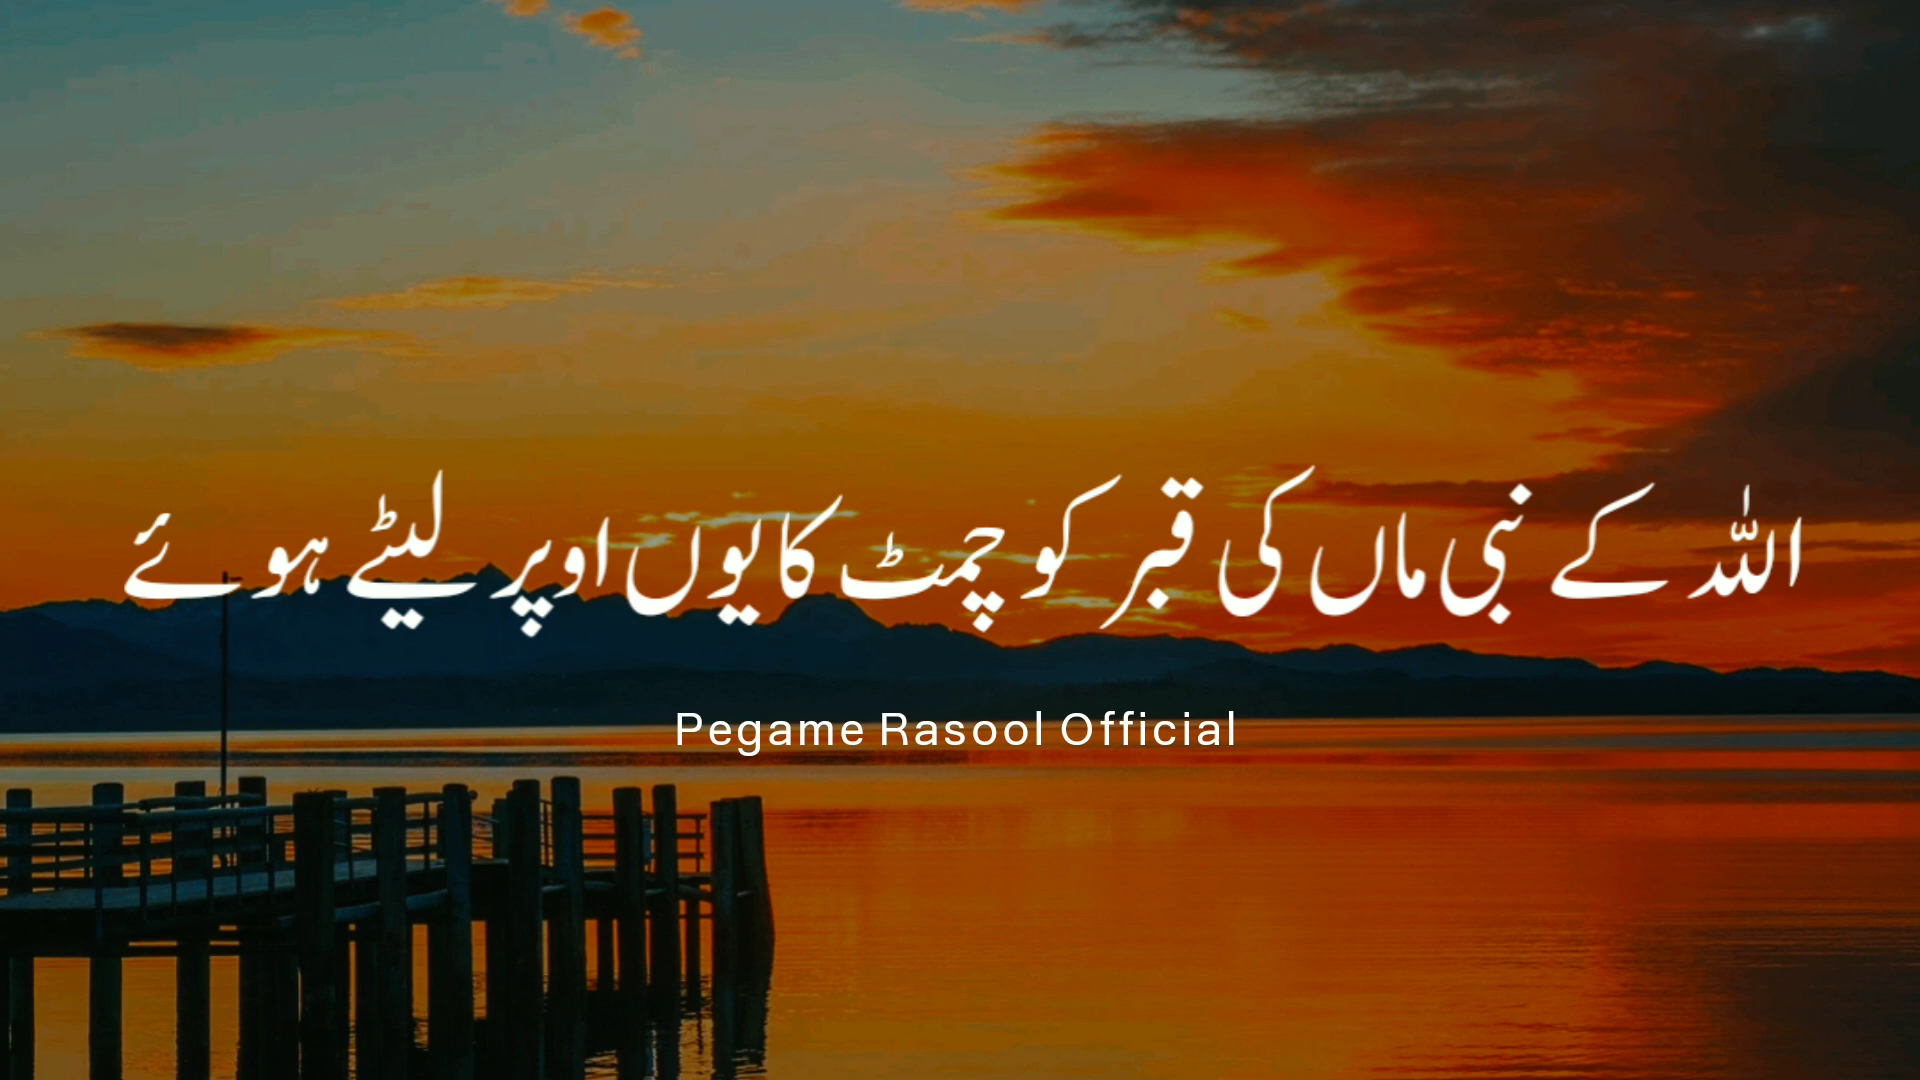 اللہ کے نبی ماں کی قبر کو چمٹ کا یوں اوپر لیٹے ہوئے
Pegame Rasool Official